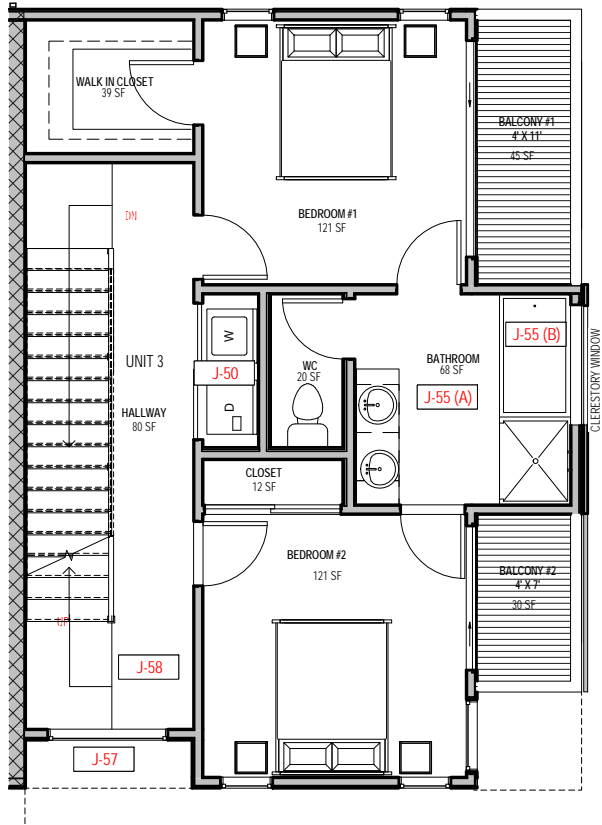 WALK IN CLOSET
39 SF
BALCONY #1
4' X 11'
45 SF
DN
BEDROOM #1
121 SF
W
J-55 (B)
UNIT 3
J-50
WC
20 SF
BATHROOM
68 SF
J-55 (A)
CLERESTORY WINDOW
D
HALLWAY
80 SF
CLOSET
12 SF
BEDROOM #2
121 SF
BALCONY #2
4' X 7'
30 SF
UP
J-58
J-57